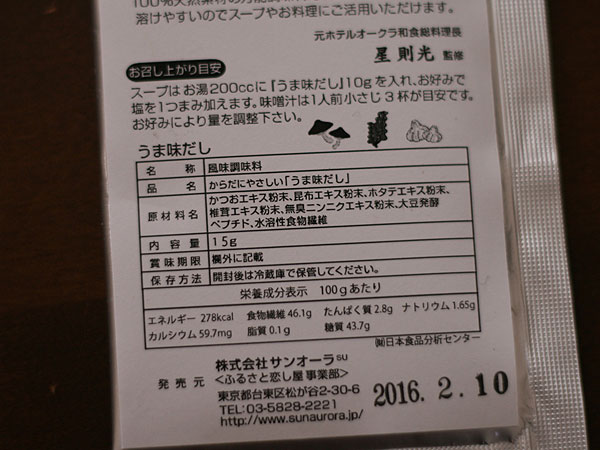 溶けやすいのでスープやお料理にご活用いただけます。
元ホテルオークラ和食総料理長
星 則光 監修
お召し上がり目安
スープはお湯200ccに『うま味だし』10gを入れ、お好みで
塩を1つまみ加えます。味噌汁は1人前小さじ3杯が目安です。
お好みにより量を調整下さい。
うま味だし
名 称 風味調味料
品 名 からだにやさしい「うま味だし」
原材料名 かつおエキス粉末、昆布エキス粉末、ホタテエキス粉末、
椎茸エキス粉末、無臭ニンニクエキス粉末、大豆発酵
ペプチド、水溶性食物繊維
内 容 量 15g
賞味期限 欄外に記載
保存方法 開封後は冷蔵庫で保管してください。
栄養成分表示 100gあたり
エネルギー 278kcal 食物繊維 46.1g たんぱく質 2.8g ナトリウム 1.65g
カルシウム 59.7mg 脂質 0.1g 糖質 43.7g
㈶日本食品分析センター
発 売 元 株式会社サンオーラSU
<ふるさと恋し屋事業部>
東京都台東区松が谷2-30-6
TEL:03-5828-2221
http://www.sunaurora.jp/
2016. 2. 10